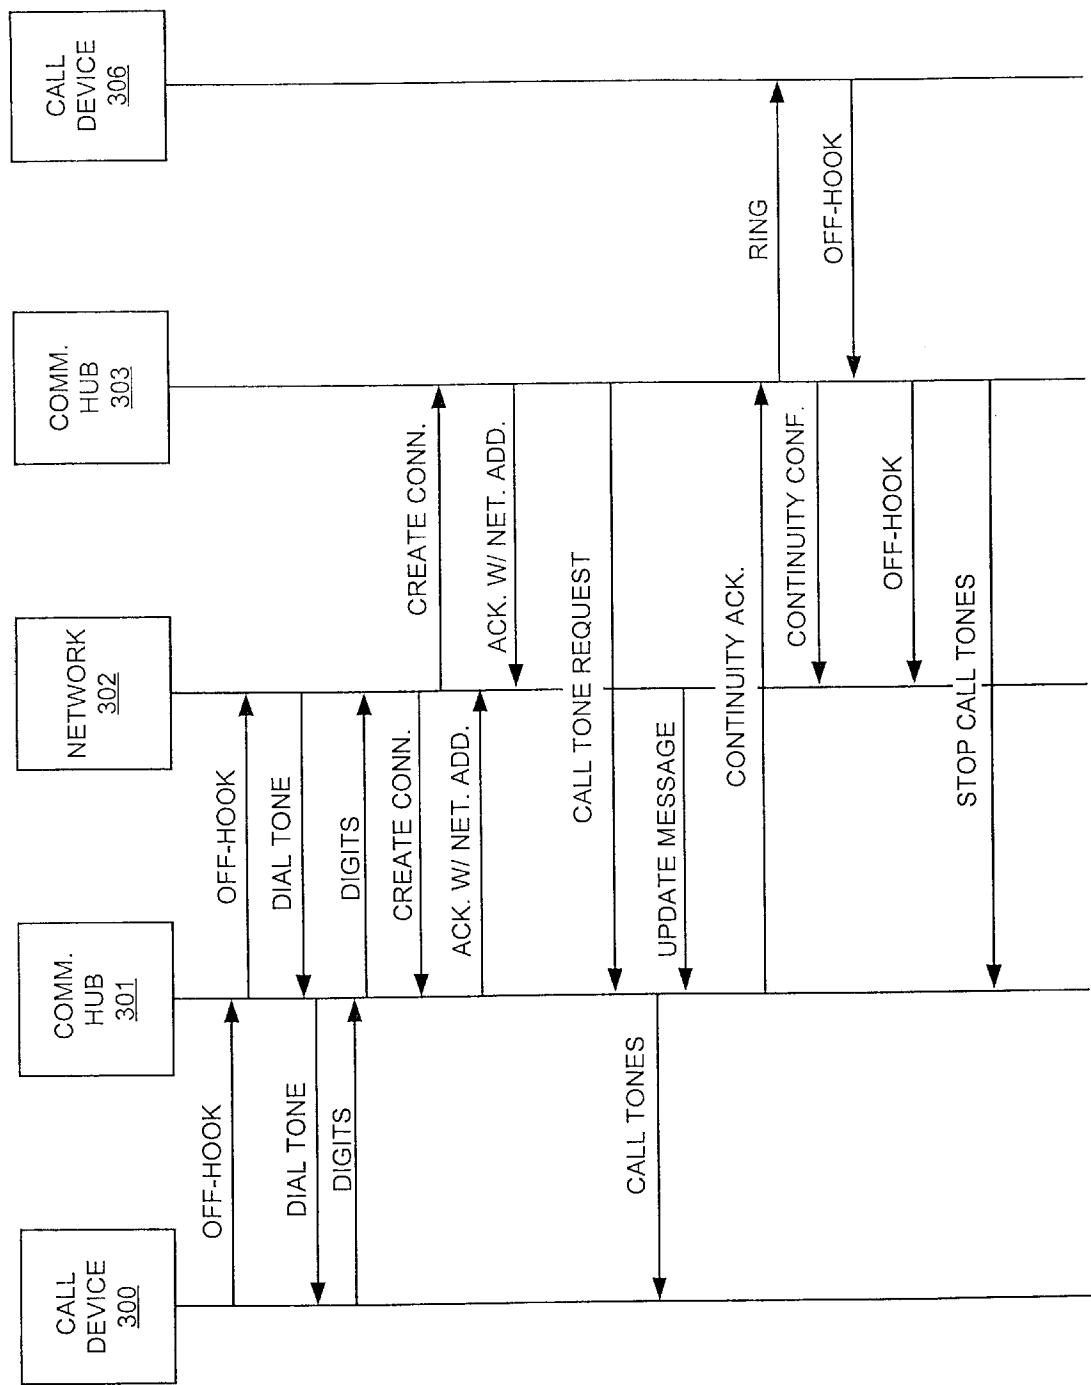 CALL
DEVICE
300
COMM.
HUB
301
NETWORK
302
COMM.
HUB
303
CALL
DEVICE
306
OFF-HOOK
OFF-HOOK
DIAL TONE
DIAL TONE
DIGITS
DIGITS
CREATE CONN.
CREATE CONN.
ACK. W/ NET. ADD.
ACK. W/ NET. ADD.
CALL TONE REQUEST
CALL TONES
UPDATE MESSAGE
CONTINUITY ACK.
RING
CONTINUITY CONF.
OFF-HOOK
OFF-HOOK
STOP CALL TONES